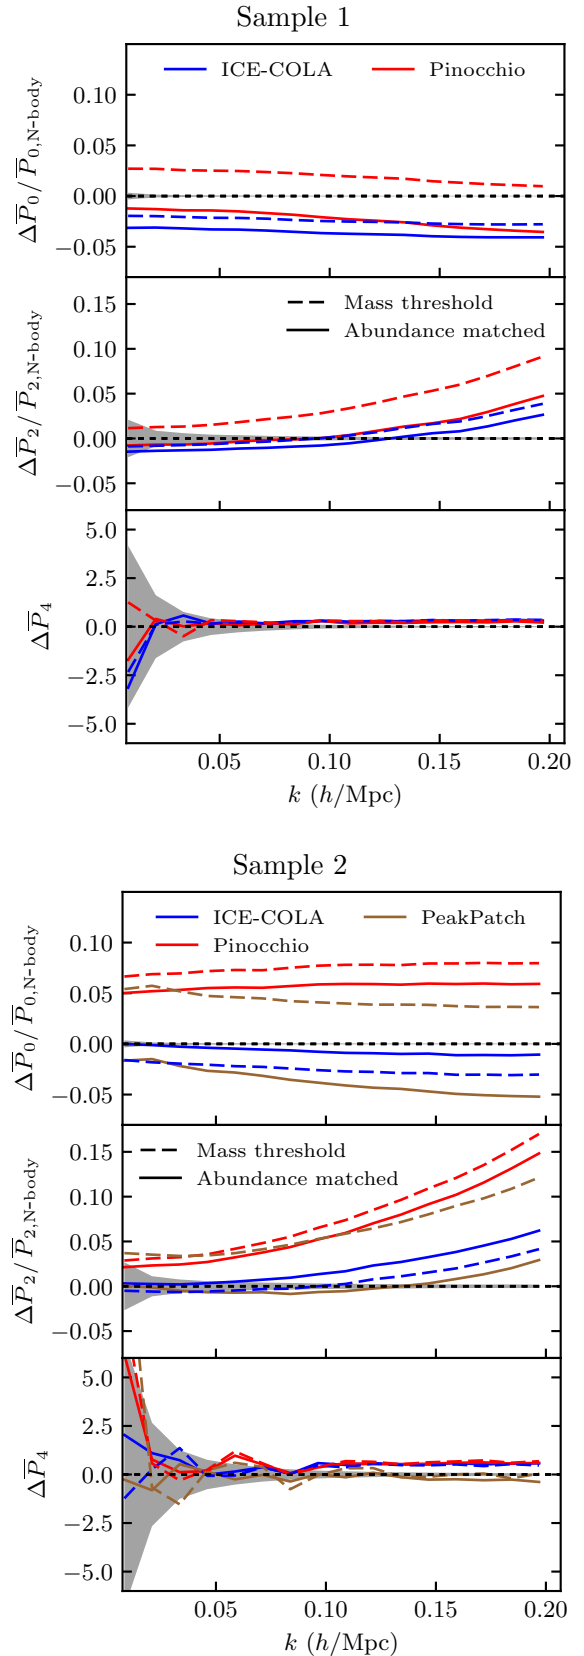 Sample 1
ICE-COLA Pinocchio
0.10
0.05
0.00
−0.05
ΔP̅₀/P̅₀,N-body
Mass threshold
Abundance matched
0.15
0.10
0.05
0.00
−0.05
ΔP̅₂/P̅₂,N-body
5.0
2.5
0.0
−2.5
−5.0
ΔP̅₄
0.05 0.10 0.15 0.20
k (h/Mpc)
Sample 2
ICE-COLA PeakPatch
Pinocchio
0.10
0.05
0.00
−0.05
ΔP̅₀/P̅₀,N-body
Mass threshold
Abundance matched
0.15
0.10
0.05
0.00
−0.05
ΔP̅₂/P̅₂,N-body
5.0
2.5
0.0
−2.5
−5.0
ΔP̅₄
0.05 0.10 0.15 0.20
k (h/Mpc)